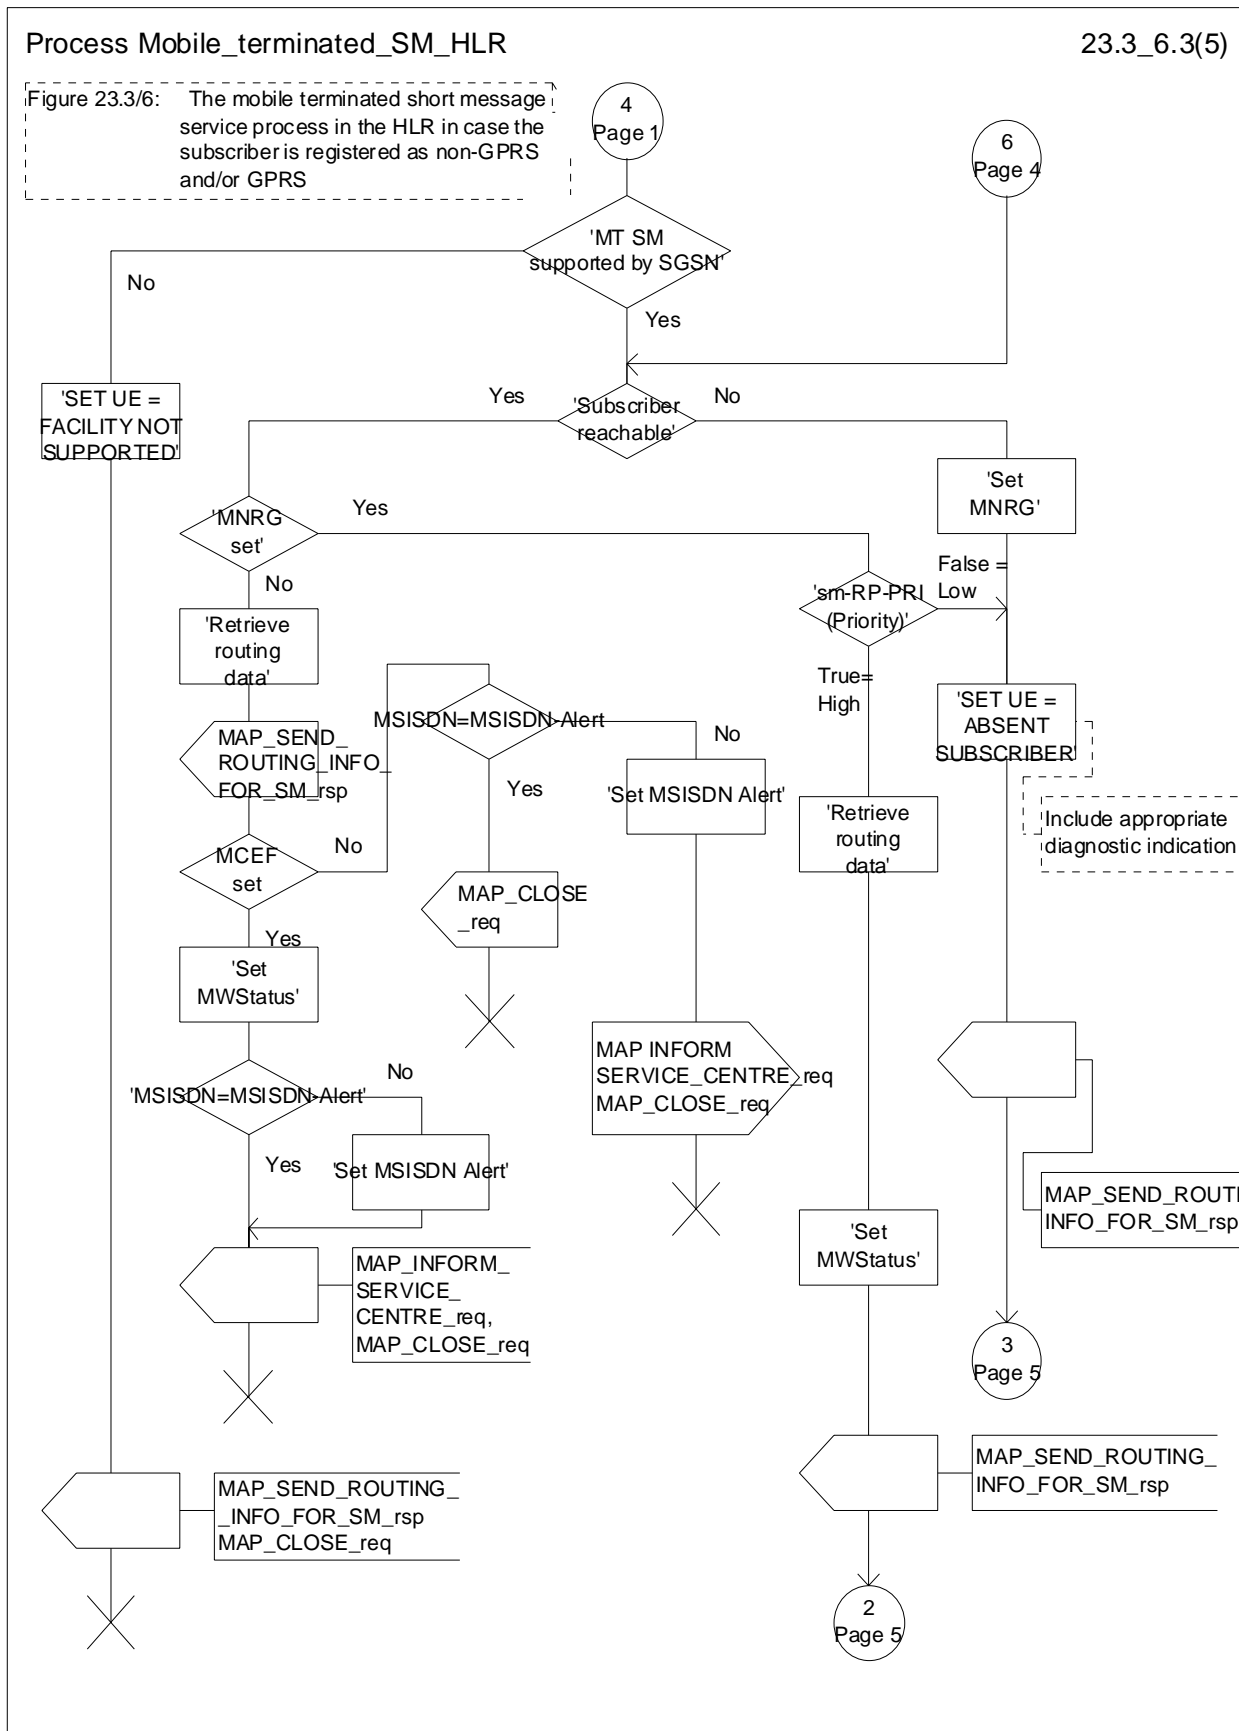 Process Mobile_terminated_SM_HLR
23.3_6.3(5)
Figure 23.3/6: The mobile terminated short message
service process in the HLR in case the
subscriber is registered as non-GPRS
and/or GPRS
4
Page 1
6
Page 4
'MT SM
supported by SGSN'
No
Yes
'SET UE =
FACILITY NOT
SUPPORTED'
Yes
'Subscriber
reachable'
No
'Set
MNRG'
'MNRG
set'
Yes
No
False =
Low
'sm-RP-PRI
(Priority)'
True=
High
'Retrieve
routing
data'
MSISDN=MSISDN-Alert
No
Yes
'SET UE =
ABSENT
SUBSCRIBER'
MAP_SEND_
ROUTING_INFO_
FOR_SM_rsp
'Set MSISDN Alert'
'Retrieve
routing
data'
Include appropriate
diagnostic indication
MCEF
set
No
Yes
MAP_CLOSE
_req
'Set
MWStatus'
MAP INFORM
SERVICE_CENTRE_req
MAP_CLOSE_req
'MSISDN=MSISDN-Alert'
No
Yes
'Set MSISDN Alert'
MAP_SEND_ROUTI
INFO_FOR_SM_rsp
'Set
MWStatus'
MAP_INFORM_
SERVICE_
CENTRE_req,
MAP_CLOSE_req
3
Page 5
MAP_SEND_ROUTING_
INFO_FOR_SM_rsp
MAP_SEND_ROUTING_
_INFO_FOR_SM_rsp
MAP_CLOSE_req
2
Page 5